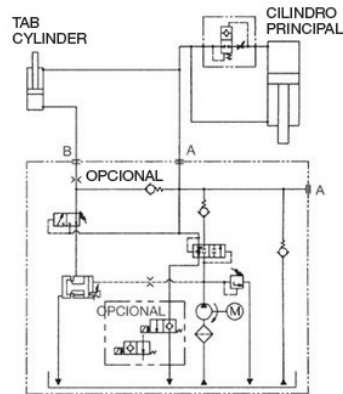 TAB
CYLINDER
CILINDRO
PRINCIPAL
B
A
OPCIONAL
A
OPCIONAL
M